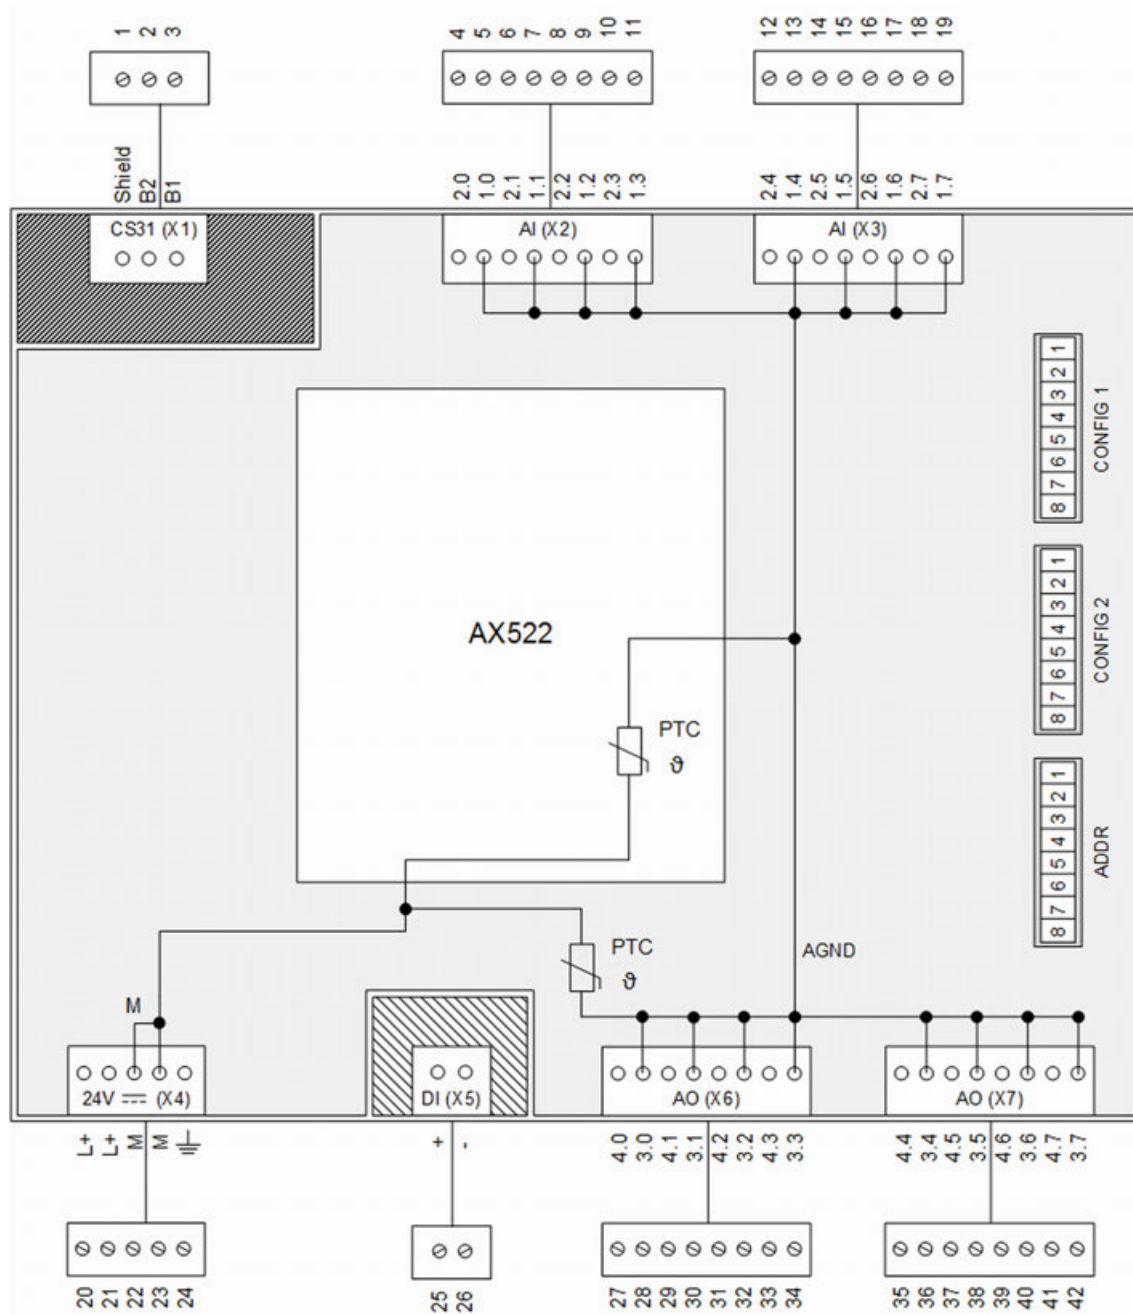 1 2 3
4 5 6 7 8 9 10 11
12 13 14 15 16 17 18 19
Shield B2 B1
2.0 1.0 2.1 1.1 2.2 1.2 2.3 1.3
2.4 1.4 2.5 1.5 2.6 1.6 2.7 1.7
CS31 (X1)
AI (X2)
AI (X3)
1 2 3 4 5 6 7 8
CONFIG 1
AX522
1 2 3 4 5 6 7 8
CONFIG 2
PTC
ϑ
1 2 3 4 5 6 7 8
ADDR
PTC
ϑ
AGND
M
24V (X4)
DI (X5)
AO (X6)
AO (X7)
L+ L+ M M
+ -
4.0 3.0 4.1 3.1 4.2 3.2 4.3 3.3
4.4 3.4 4.5 3.5 4.6 3.6 4.7 3.7
20 21 22 23 24
25 26
27 28 29 30 31 32 33 34
35 36 37 38 39 40 41 42